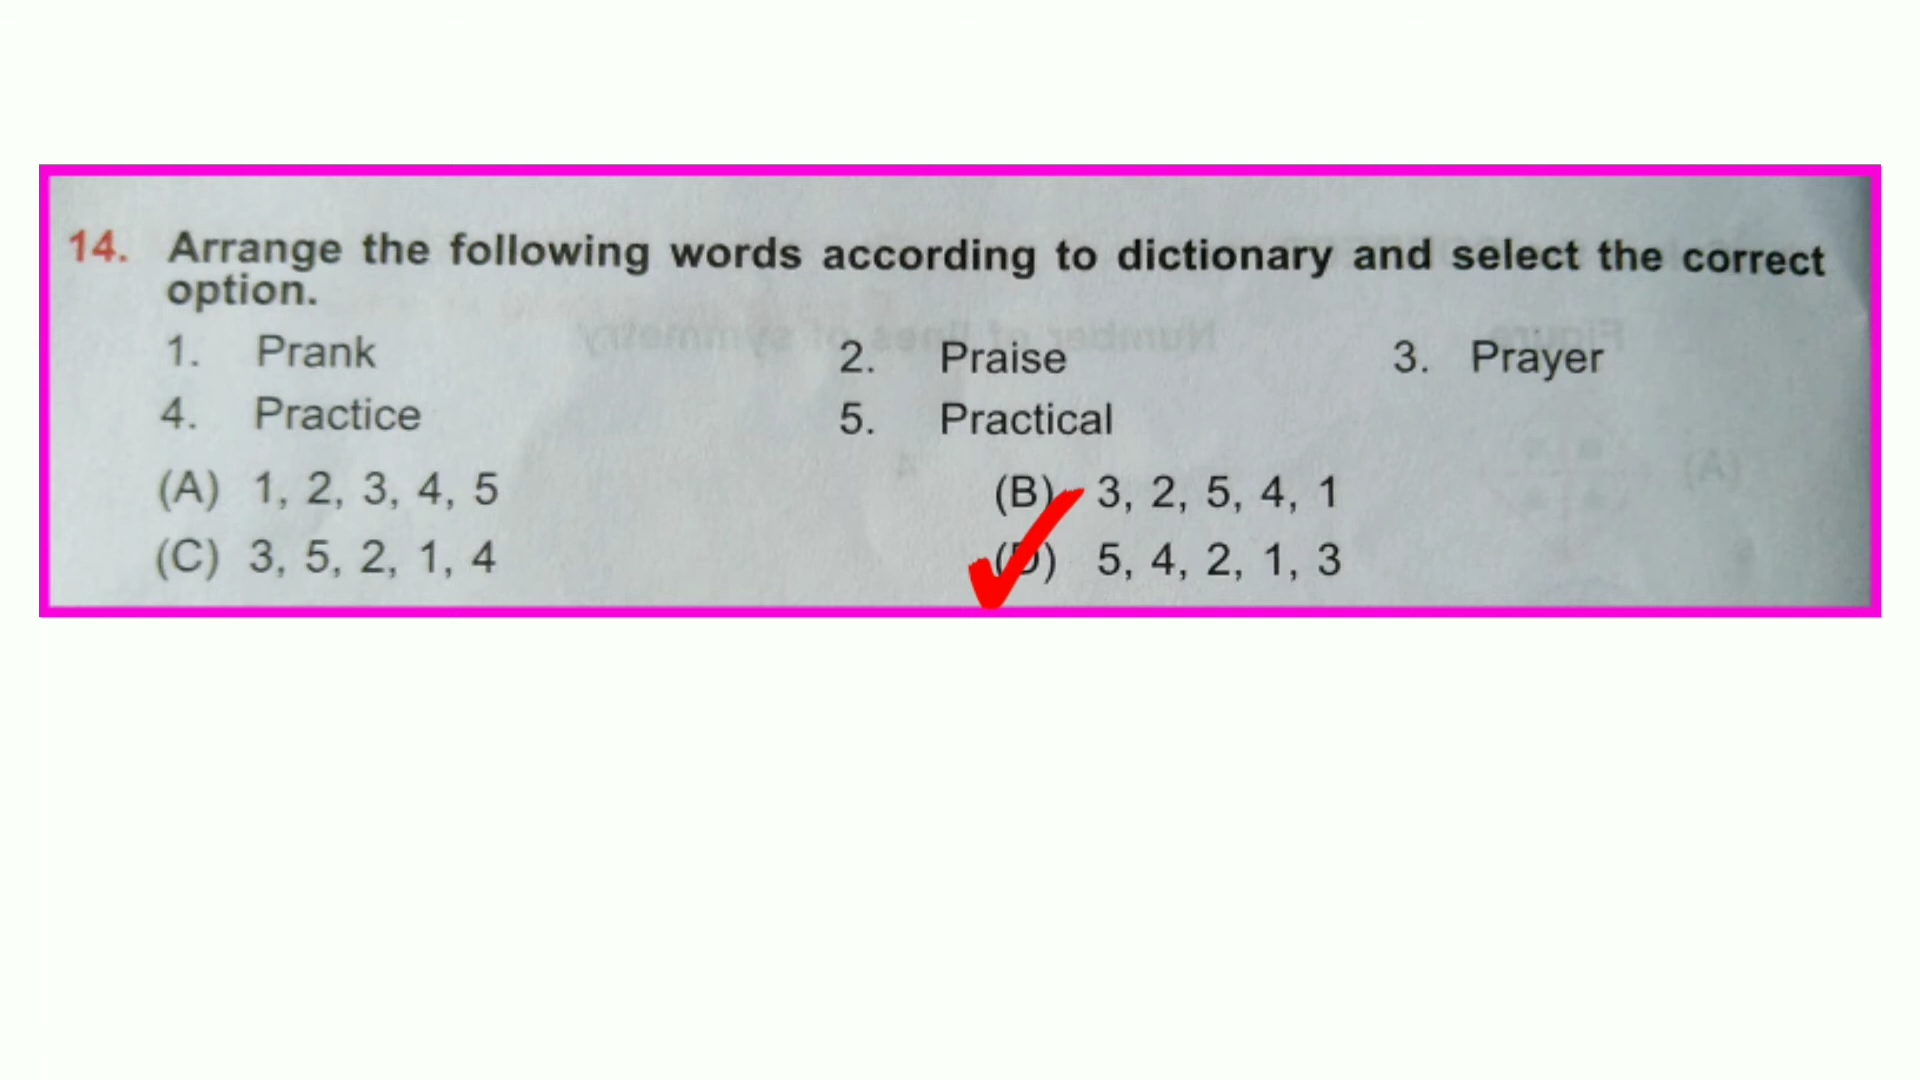 14. Arrange the following words according to dictionary and select the correct
option.
1. Prank 2. Praise 3. Prayer
4. Practice 5. Practical
(A) 1, 2, 3, 4, 5 (B) 3, 2, 5, 4, 1
(C) 3, 5, 2, 1, 4 (D) 5, 4, 2, 1, 3